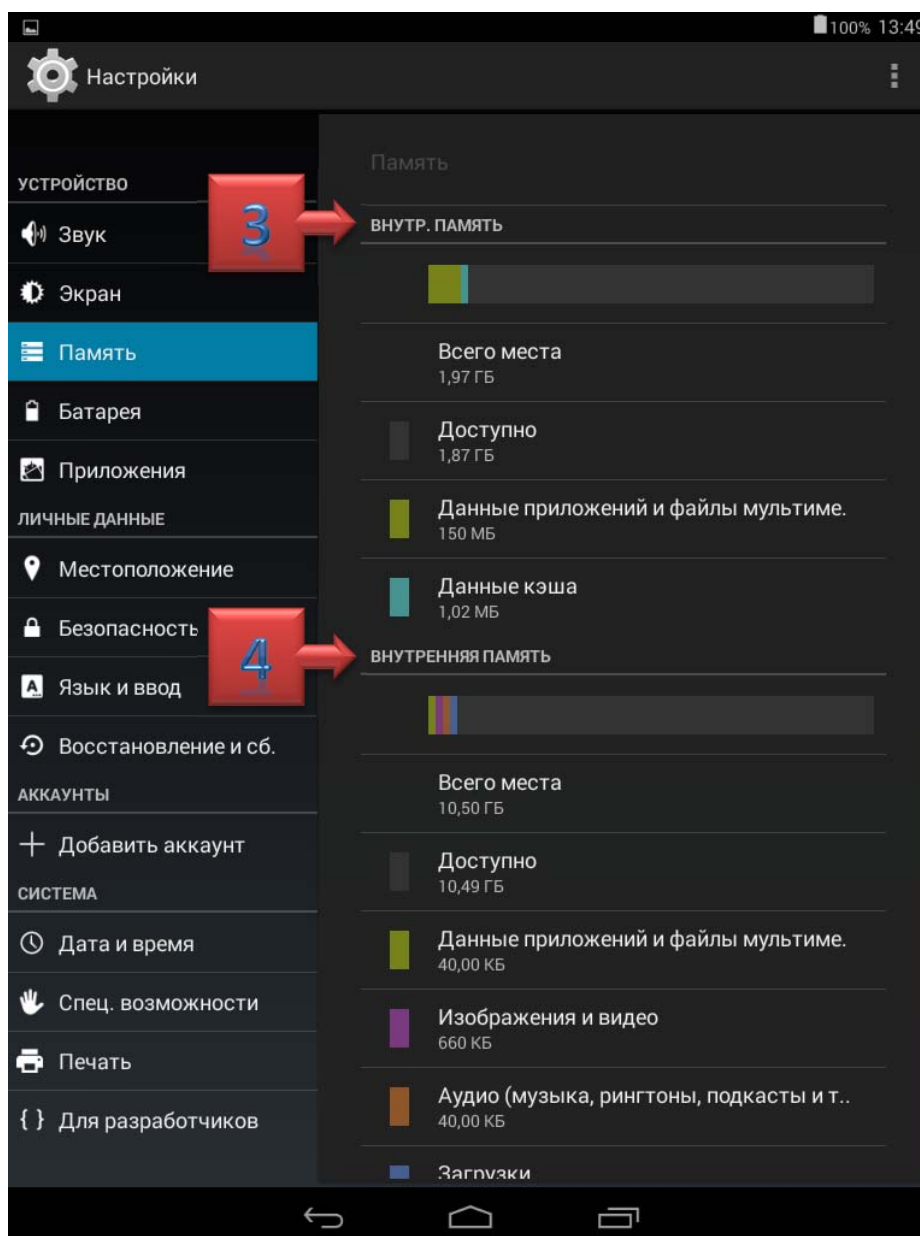 100% 13:49
Настройки
УСТРОЙСТВО
Звук
Экран
Память
Батарея
Приложения
ЛИЧНЫЕ ДАННЫЕ
Местоположение
Безопасность
Язык и ввод
Восстановление и сб.
АККАУНТЫ
Добавить аккаунт
СИСТЕМА
Дата и время
Спец. возможности
Печать
{ } Для разработчиков
Память
3
ВНУТР. ПАМЯТЬ
Всего места
1,97 ГБ
Доступно
1,87 ГБ
Данные приложений и файлы мультиме.
150 МБ
Данные кэша
1,02 МБ
4
ВНУТРЕННЯЯ ПАМЯТЬ
Всего места
10,50 ГБ
Доступно
10,49 ГБ
Данные приложений и файлы мультиме.
40,00 КБ
Изображения и видео
660 КБ
Аудио (музыка, рингтоны, подкасты и т..
40,00 КБ
Загрузки